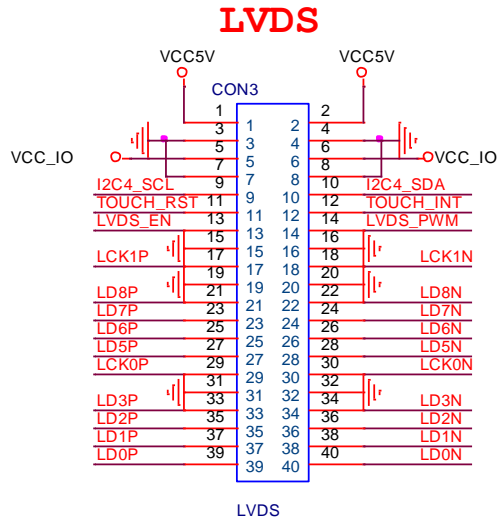 LVDS
VCC5V VCC5V
CON3
1 2
3 1 2 4
5 3 4 6
VCC_IO 7 5 6 8 VCC_IO
I2C4_SCL 9 7 8 10 I2C4_SDA
TOUCH_RST 11 9 10 12 TOUCH_INT
LVDS_EN 13 11 12 14 LVDS_PWM
15 13 14 16
LCK1P 17 15 16 18 LCK1N
19 17 18 20
LD8P 21 19 20 22 LD8N
LD7P 23 21 22 24 LD7N
LD6P 25 23 24 26 LD6N
LD5P 27 25 26 28 LD5N
LCK0P 29 27 28 30 LCK0N
31 29 30 32
LD3P 33 31 32 34 LD3N
LD2P 35 33 34 36 LD2N
LD1P 37 35 36 38 LD1N
LD0P 39 37 38 40 LD0N
39 40
LVDS